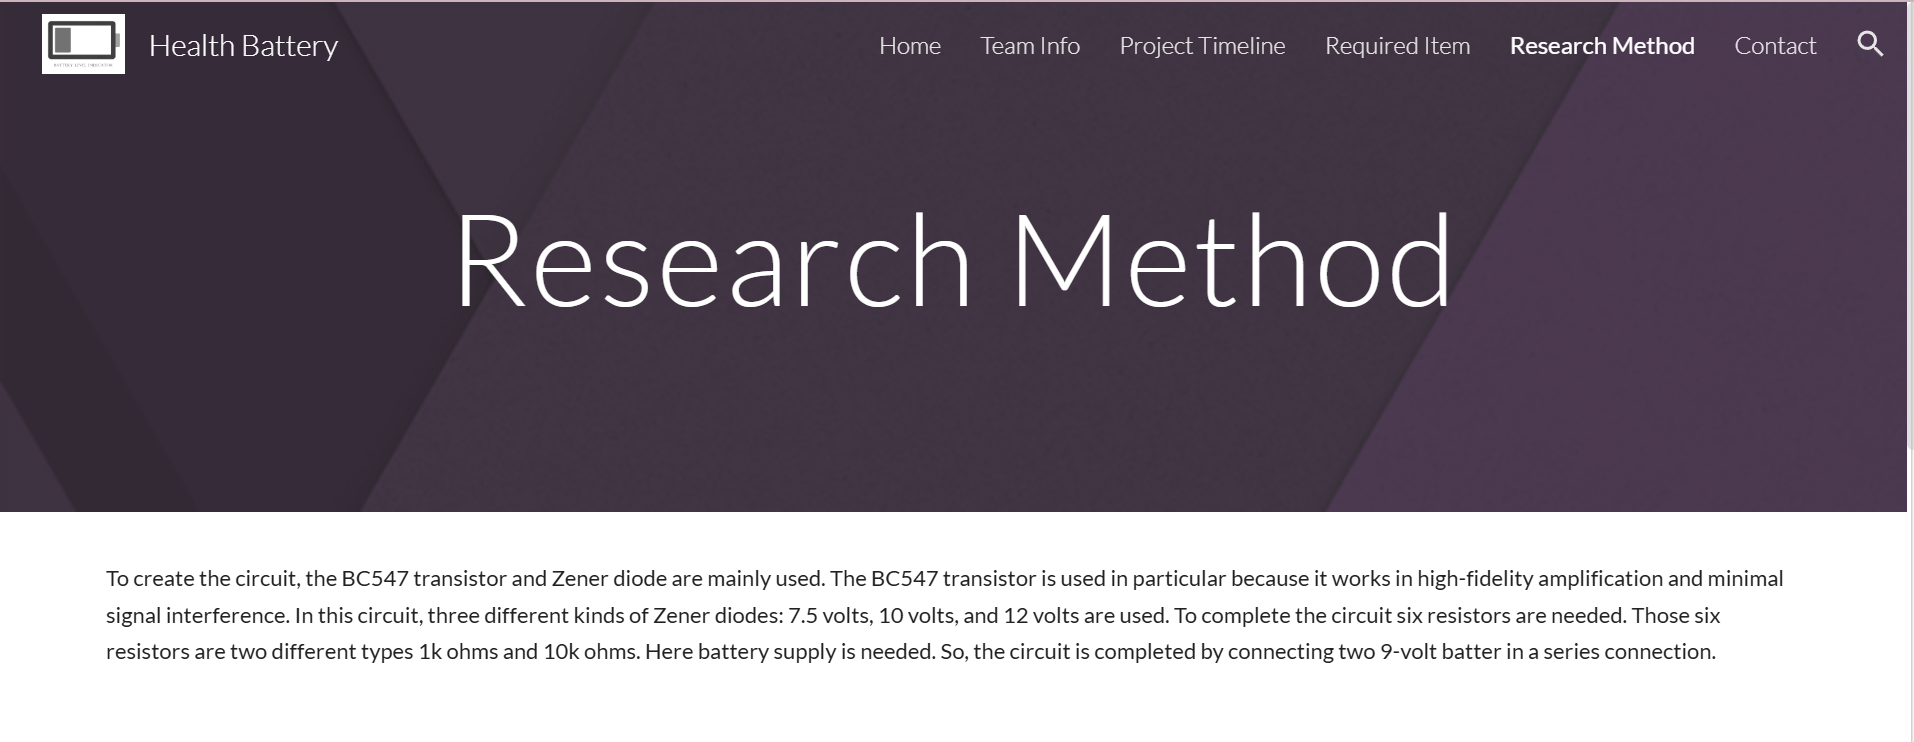 BATTERY LEVEL INDICATOR
Health Battery
Home
Team Info
Project Timeline
Required Item
Research Method
Contact
Research Method
To create the circuit, the BC547 transistor and Zener diode are mainly used. The BC547 transistor is used in particular because it works in high-fidelity amplification and minimal
signal interference. In this circuit, three different kinds of Zener diodes: 7.5 volts, 10 volts, and 12 volts are used. To complete the circuit six resistors are needed. Those six
resistors are two different types 1k ohms and 10k ohms. Here battery supply is needed. So, the circuit is completed by connecting two 9-volt batter in a series connection.